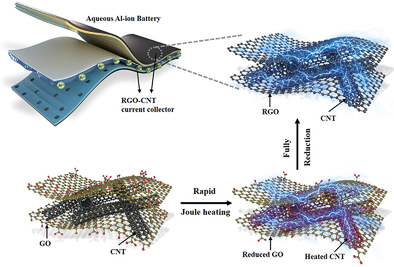 Aqueous Al-ion Battery
RGO-CNT
current collector
RGO
CNT
Fully
Reduction
GO
CNT
Rapid
Joule heating
Reduced GO
Heated CNT